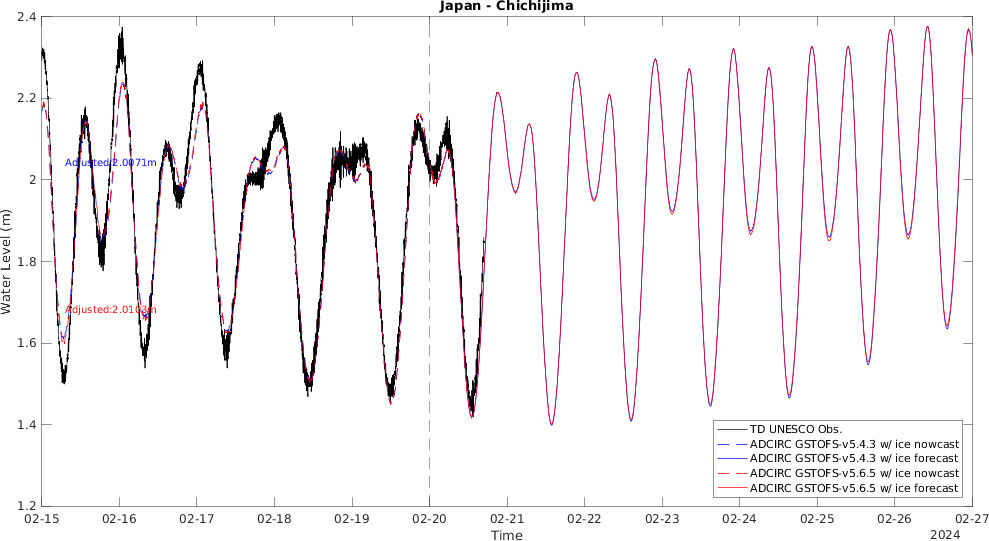 Japan - Chichijima
Water Level (m)
2.4
2.2
2
1.8
1.6
1.4
1.2
Adjusted:2.0071m
Adjusted:2.0103m
TD UNESCO Obs.
ADCIRC GSTOFS-v5.4.3 w/ ice nowcast
ADCIRC GSTOFS-v5.4.3 w/ ice forecast
ADCIRC GSTOFS-v5.6.5 w/ ice nowcast
ADCIRC GSTOFS-v5.6.5 w/ ice forecast
02-15 02-16 02-17 02-18 02-19 02-20 02-21 02-22 02-23 02-24 02-25 02-26 02-27
Time
2024